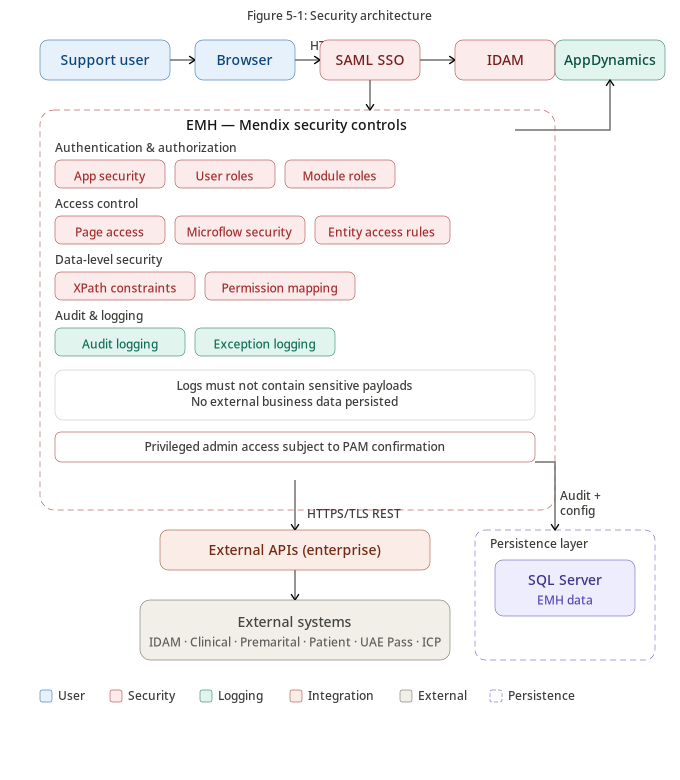 Figure 5-1: Security architecture
Support user
Browser
SAML SSO
IDAM
AppDynamics
EMH — Mendix security controls
Authentication & authorization
App security
User roles
Module roles
Access control
Page access
Microflow security
Entity access rules
Data-level security
XPath constraints
Permission mapping
Audit & logging
Audit logging
Exception logging
Logs must not contain sensitive payloads
No external business data persisted
Privileged admin access subject to PAM confirmation
Audit +
config
HTTPS/TLS REST
External APIs (enterprise)
Persistence layer
SQL Server
EMH data
External systems
IDAM · Clinical · Premarital · Patient · UAE Pass · ICP
User
Security
Logging
Integration
External
Persistence